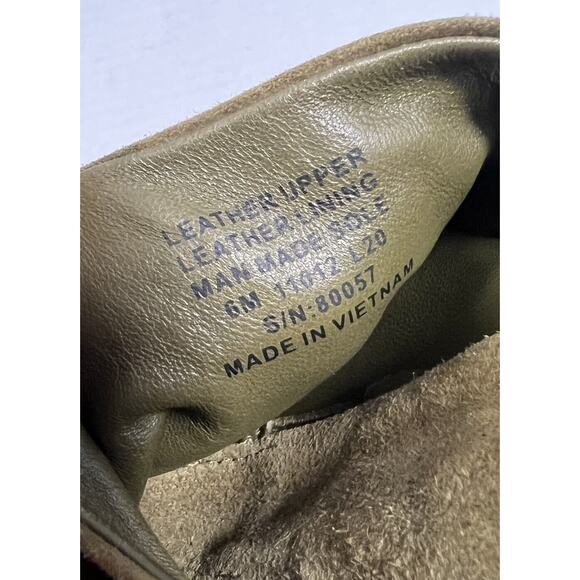 LEATHER UPPER
LEATHER LINING
MAN MADE SOLE
6M 11012 L20
S/N:80057
MADE IN VIETNAM